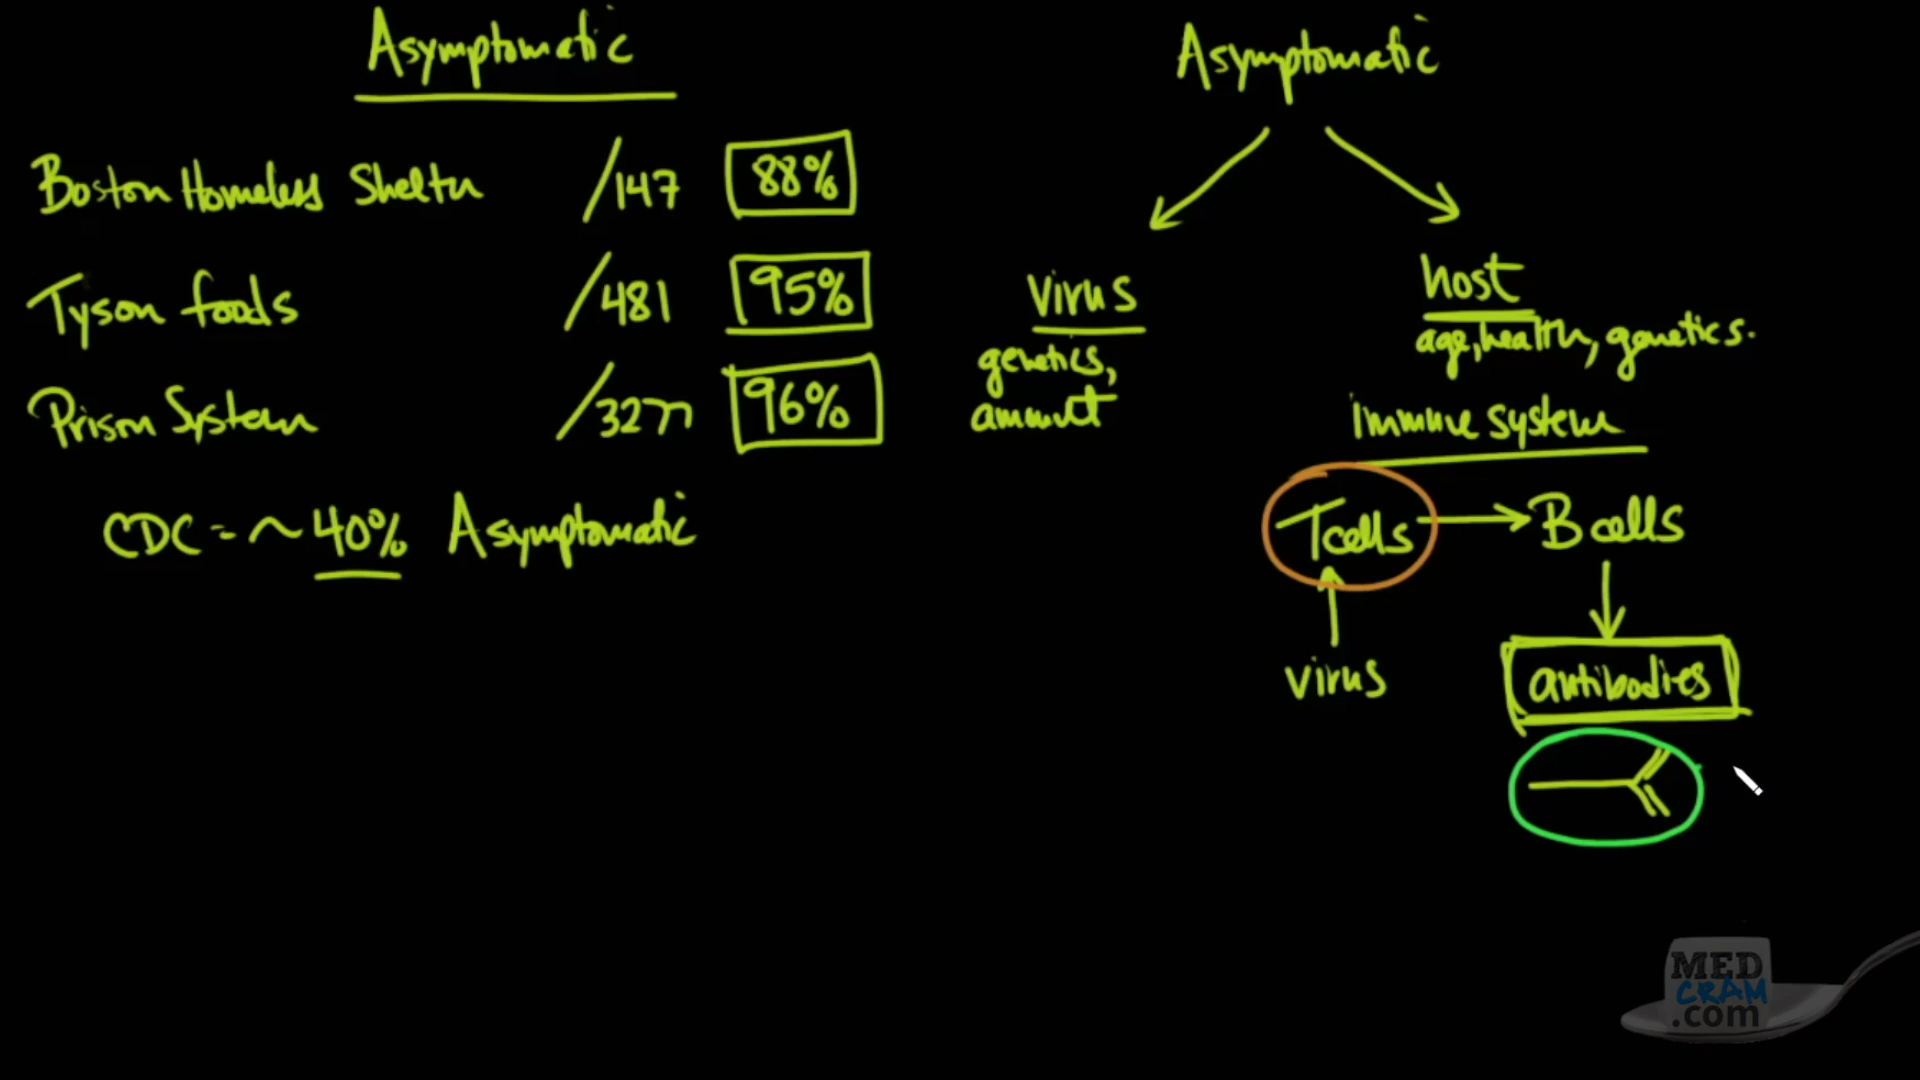 Asymptomatic
Boston Homeless Shelter /147 88%
Tyson foods /481 95%
Prison System /3277 96%
CDC = ~ 40% Asymptomatic
Asymptomatic
virus
genetics,
amount
host
age, health, genetics.
immune system
Tcells
B cells
virus
antibodies
MED
CRAM
.com